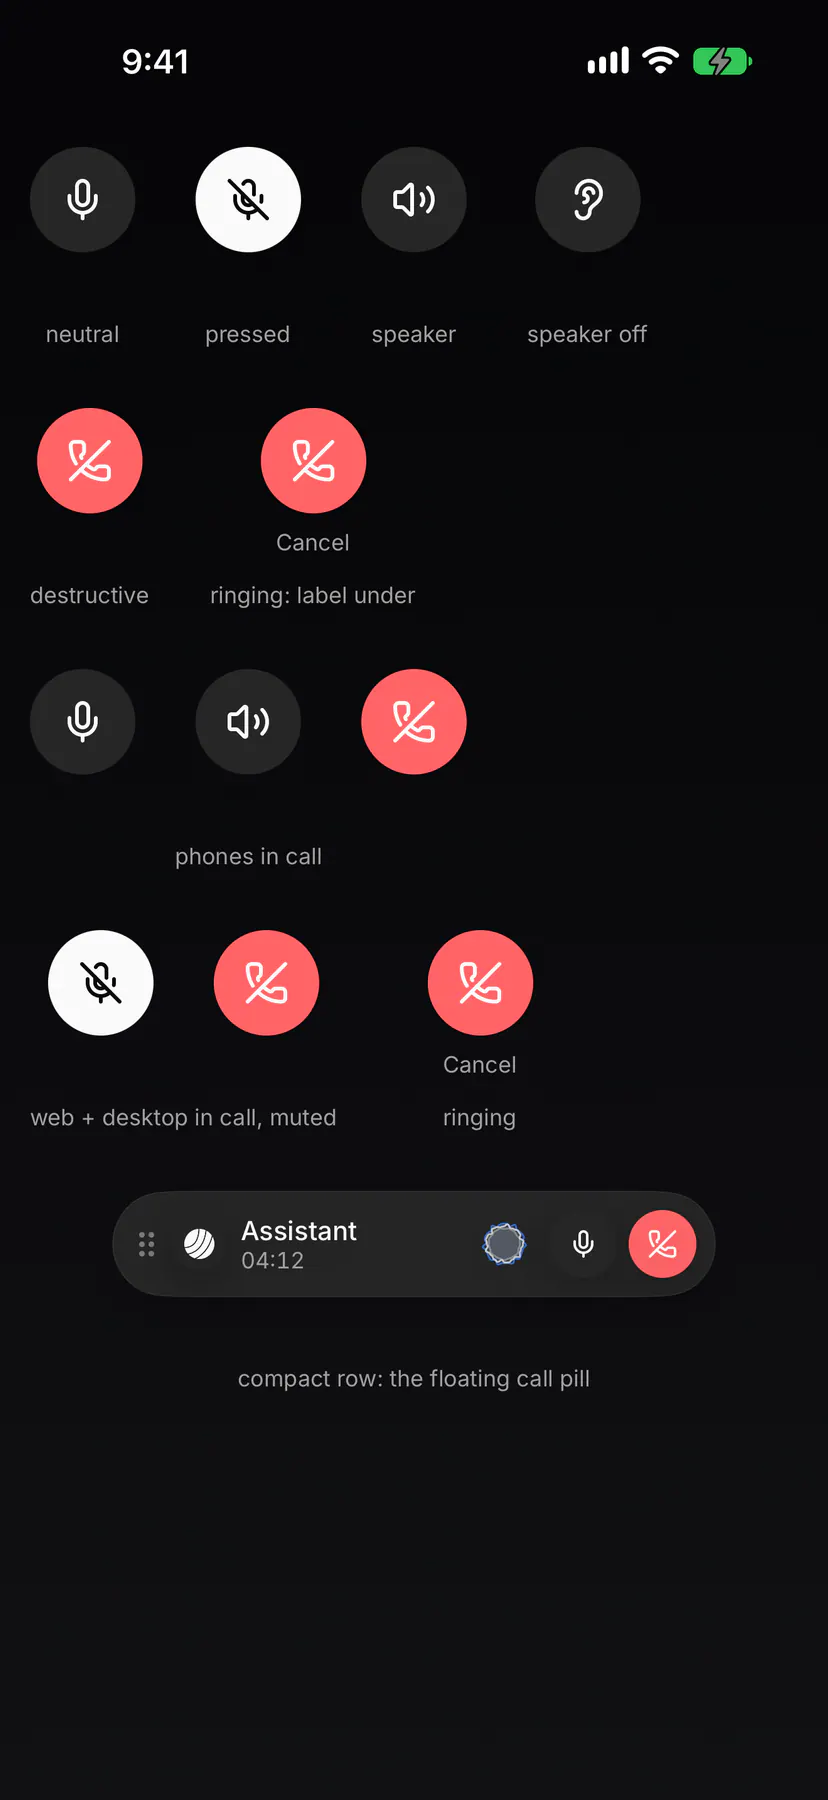 9:41
neutral pressed speaker speaker off
Cancel
destructive ringing: label under
phones in call
Cancel
web + desktop in call, muted ringing
Assistant
04:12
compact row: the floating call pill